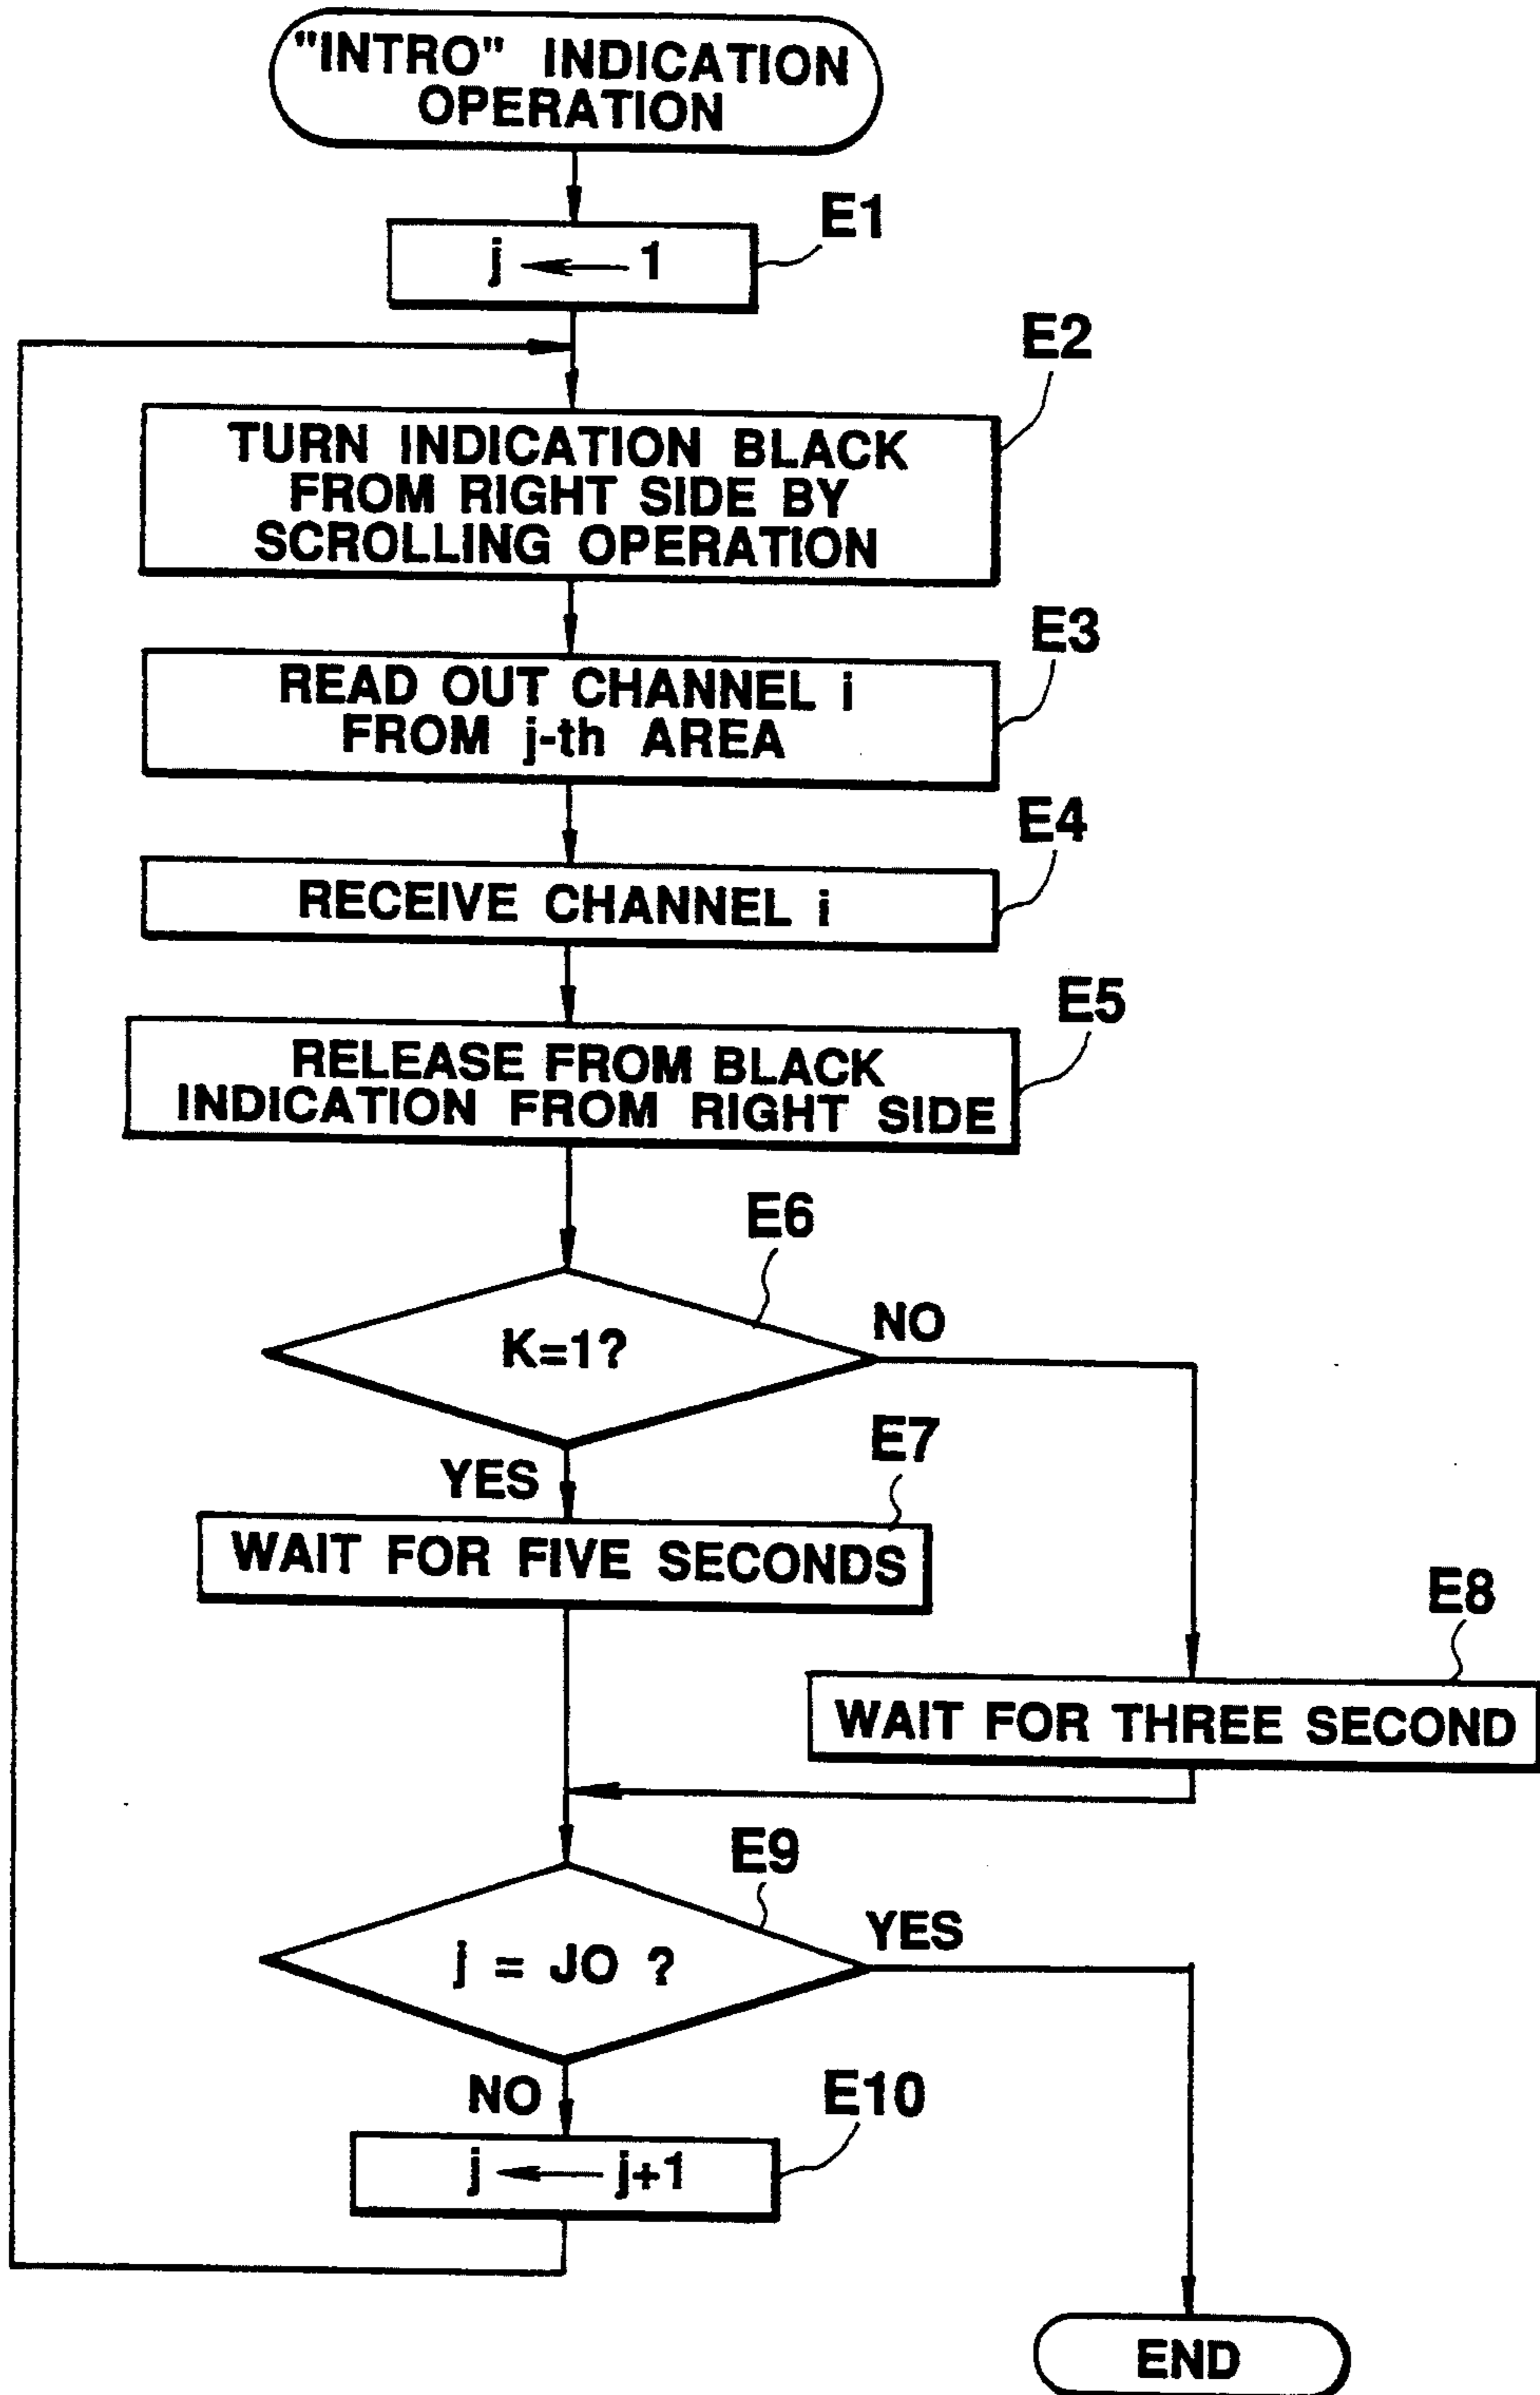 "INTRO" INDICATION
OPERATION
E1
j ← 1
E2
TURN INDICATION BLACK
FROM RIGHT SIDE BY
SCROLLING OPERATION
E3
READ OUT CHANNEL i
FROM j-th AREA
E4
RECEIVE CHANNEL i
E5
RELEASE FROM BLACK
INDICATION FROM RIGHT SIDE
E6
K=1?
NO
YES
E7
WAIT FOR FIVE SECONDS
E8
WAIT FOR THREE SECOND
E9
j = JO ?
YES
NO
E10
j ← j+1
END